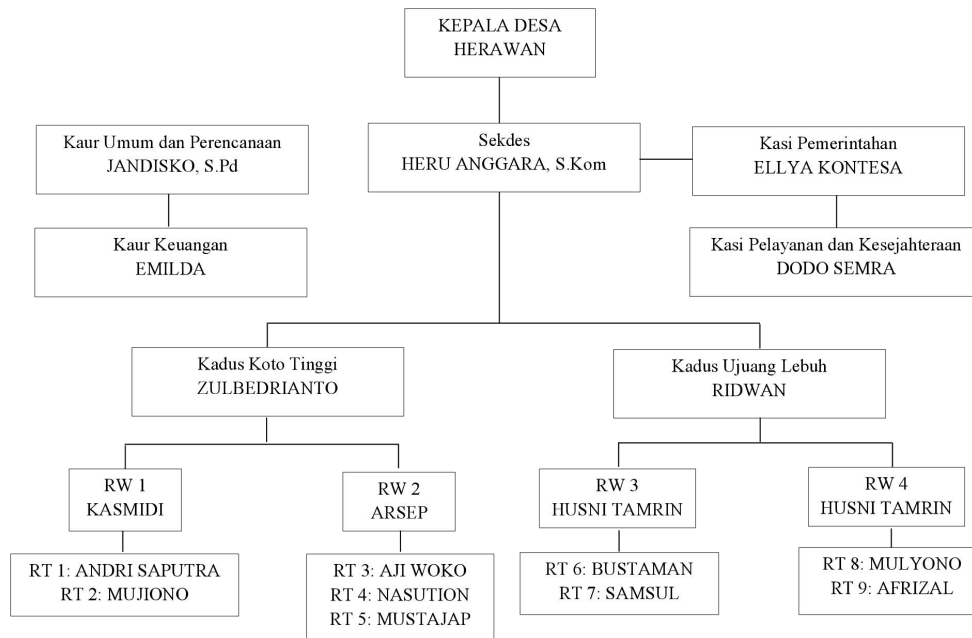 KEPALA DESA
HERAWAN
Kaur Umum dan Perencanaan
JANDISKO, S.Pd
Sekdes
HERU ANGGARA, S.Kom
Kasi Pemerintahan
ELLYA KONTESA
Kaur Keuangan
EMILDA
Kasi Pelayanan dan Kesejahteraan
DODO SEMRA
Kadus Koto Tinggi
ZULBEDRIANTO
Kadus Ujuang Lebuh
RIDWAN
RW 1
KASMIDI
RW 2
ARSEP
RW 3
HUSNI TAMRIN
RW 4
HUSNI TAMRIN
RT 1: ANDRI SAPUTRA
RT 2: MUJIONO
RT 3: AJI WOKO
RT 4: NASUTION
RT 5: MUSTAJAP
RT 6: BUSTAMAN
RT 7: SAMSUL
RT 8: MULYONO
RT 9: AFRIZAL